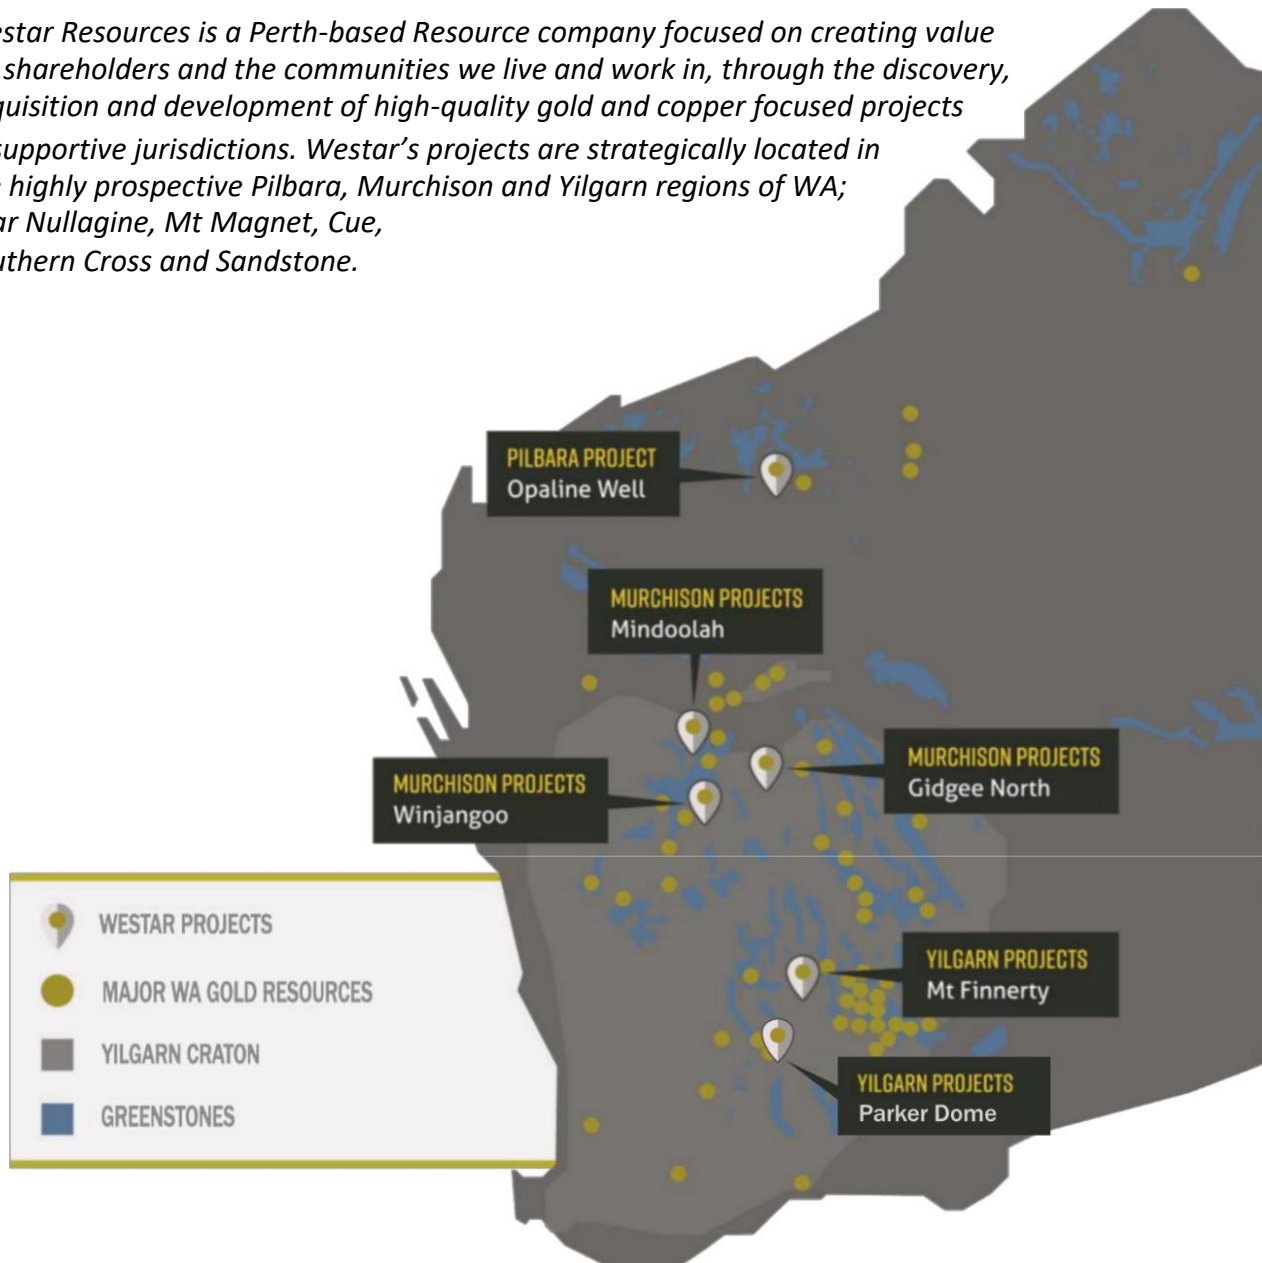 estar Resources is a Perth-based Resource company focused on creating value
shareholders and the communities we live and work in, through the discovery,
quisition and development of high-quality gold and copper focused projects
supportive jurisdictions. Westar's projects are strategically located in
highly prospective Pilbara, Murchison and Yilgarn regions of WA;
ar Nullagine, Mt Magnet, Cue,
uthern Cross and Sandstone.
PILBARA PROJECT
Opaline Well
MURCHISON PROJECTS
Mindoolah
MURCHISON PROJECTS
Gidgee North
MURCHISON PROJECTS
Winjangoo
WESTAR PROJECTS
MAJOR WA GOLD RESOURCES
YILGARN CRATON
GREENSTONES
YILGARN PROJECTS
Mt Finnerty
YILGARN PROJECTS
Parker Dome